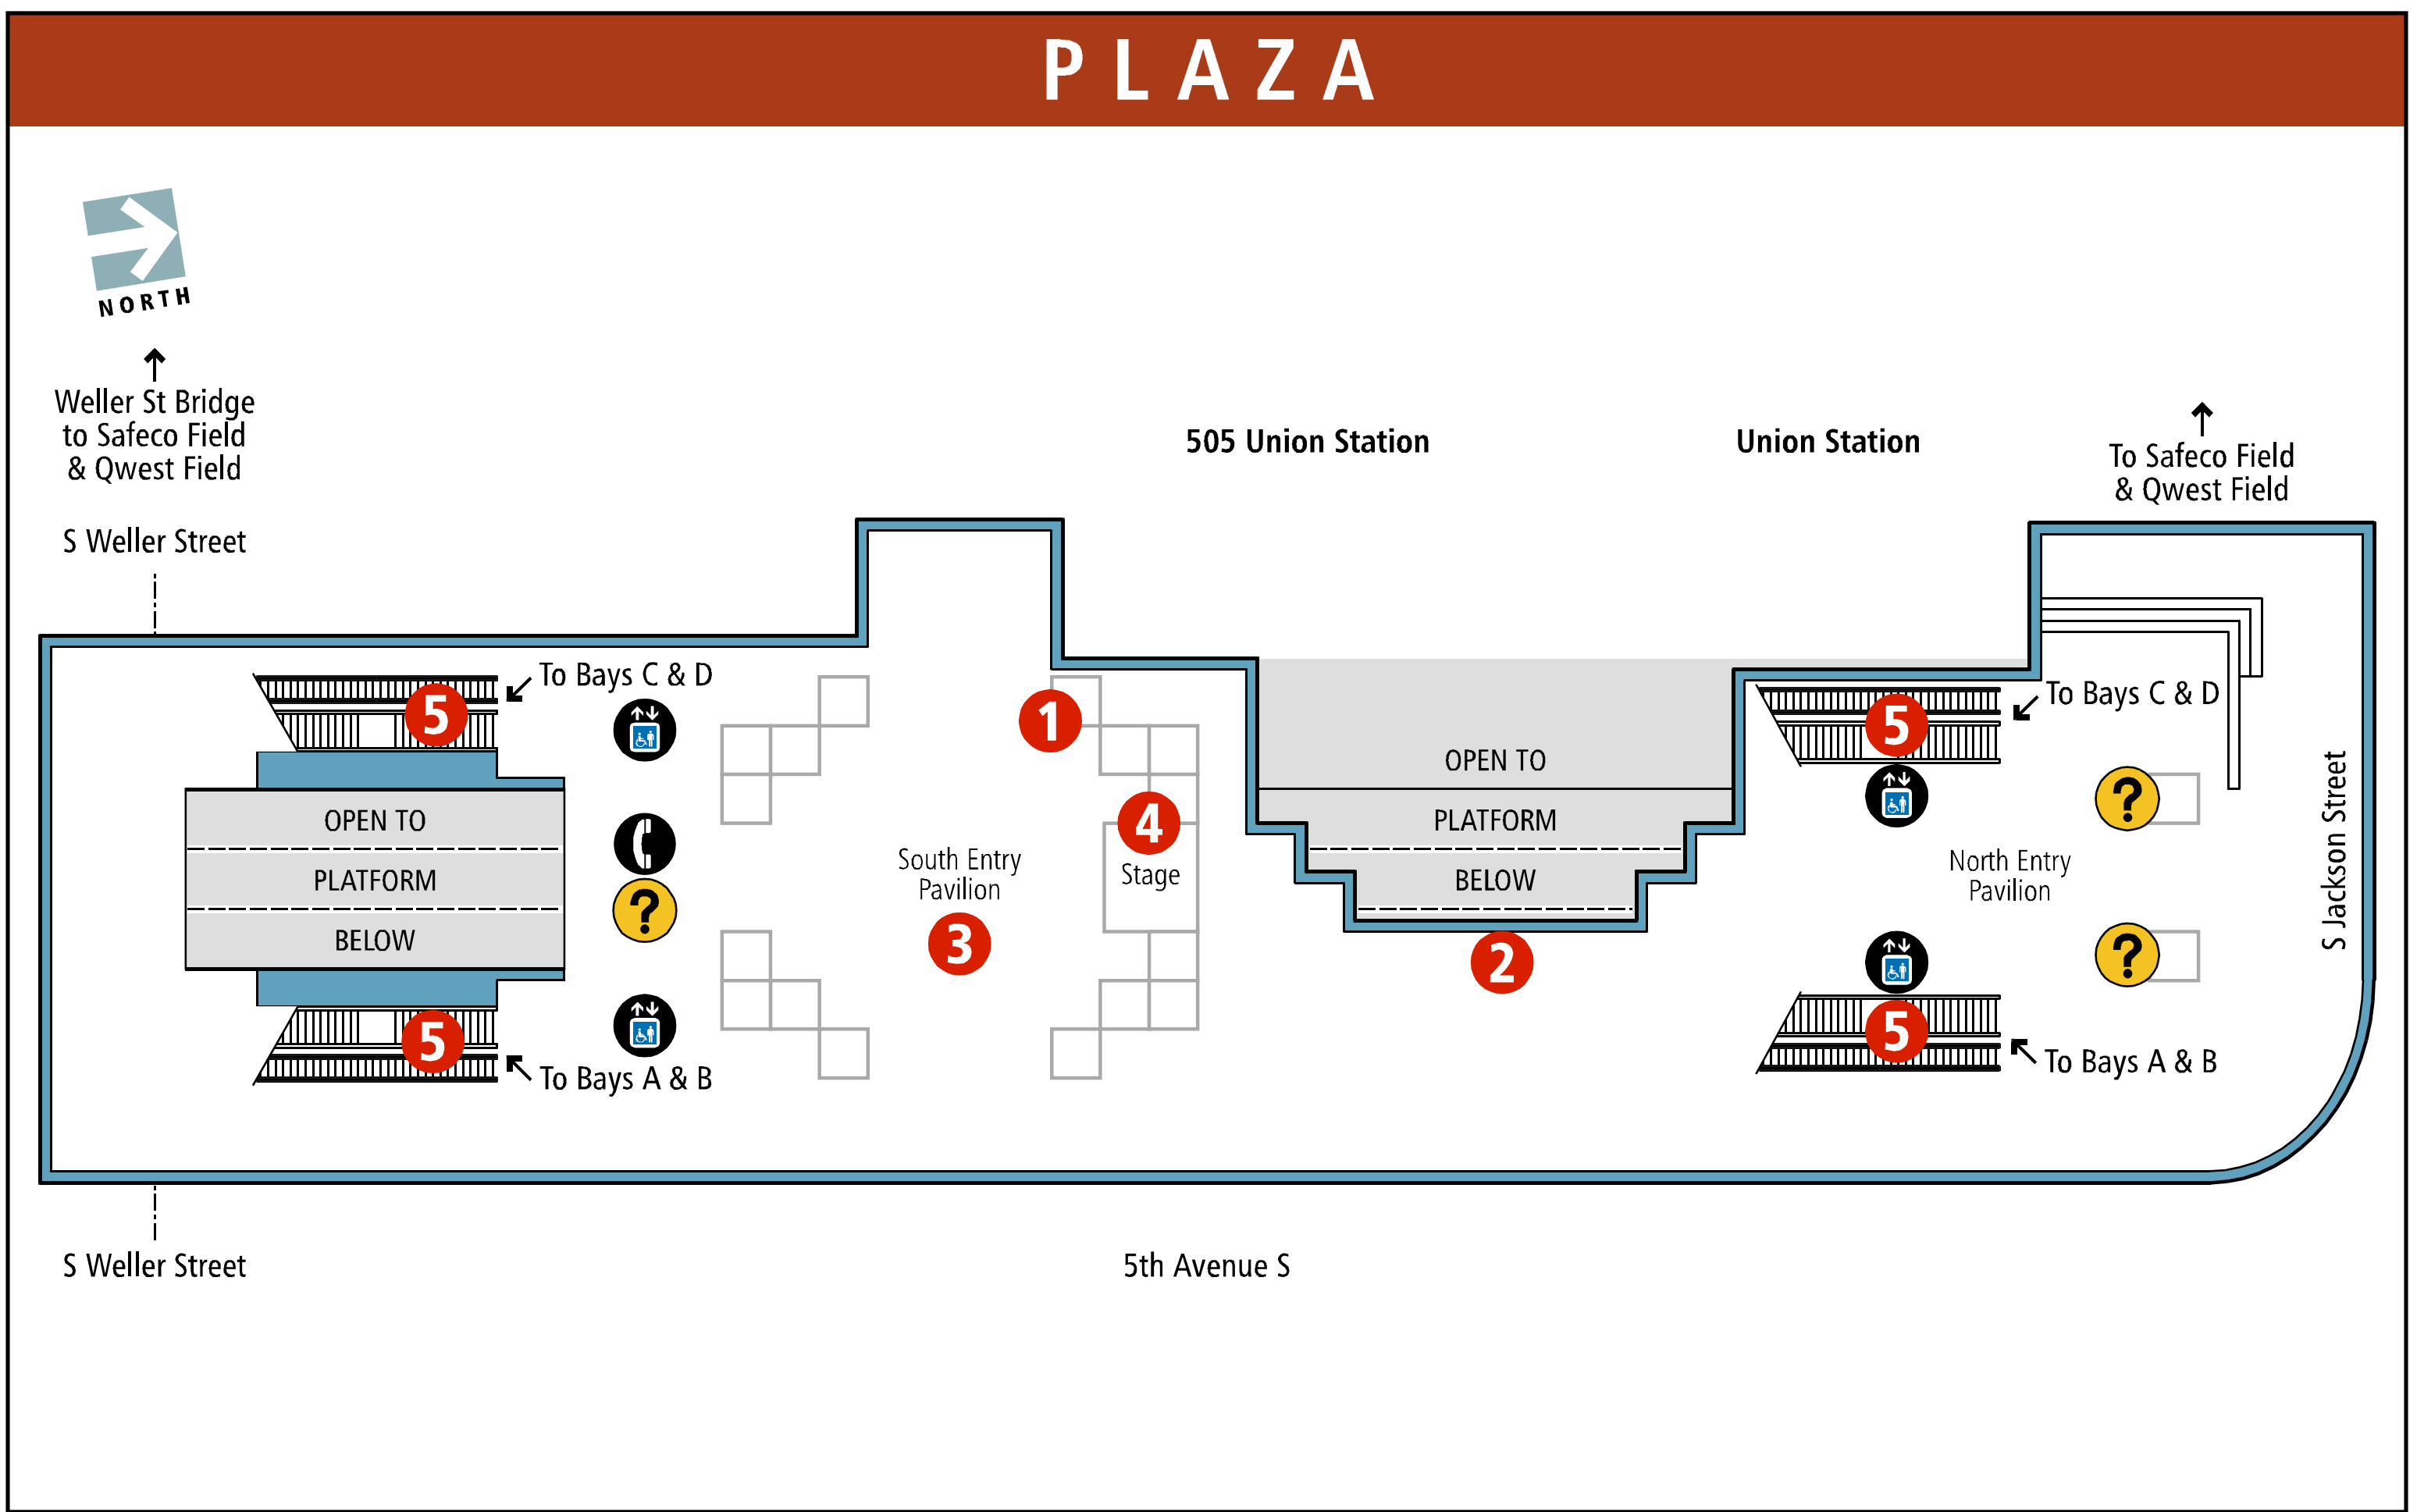 PLAZA
NORTH
Weller St Bridge
to Safeco Field
& Qwest Field
S Weller Street
505 Union Station
Union Station
To Safeco Field
& Qwest Field
To Bays C & D
5
OPEN TO
PLATFORM
BELOW
?
5
To Bays A & B
1
4
Stage
South Entry
Pavilion
3
OPEN TO
PLATFORM
BELOW
2
To Bays C & D
5
?
North Entry
Pavilion
?
5
To Bays A & B
S Jackson Street
S Weller Street
5th Avenue S